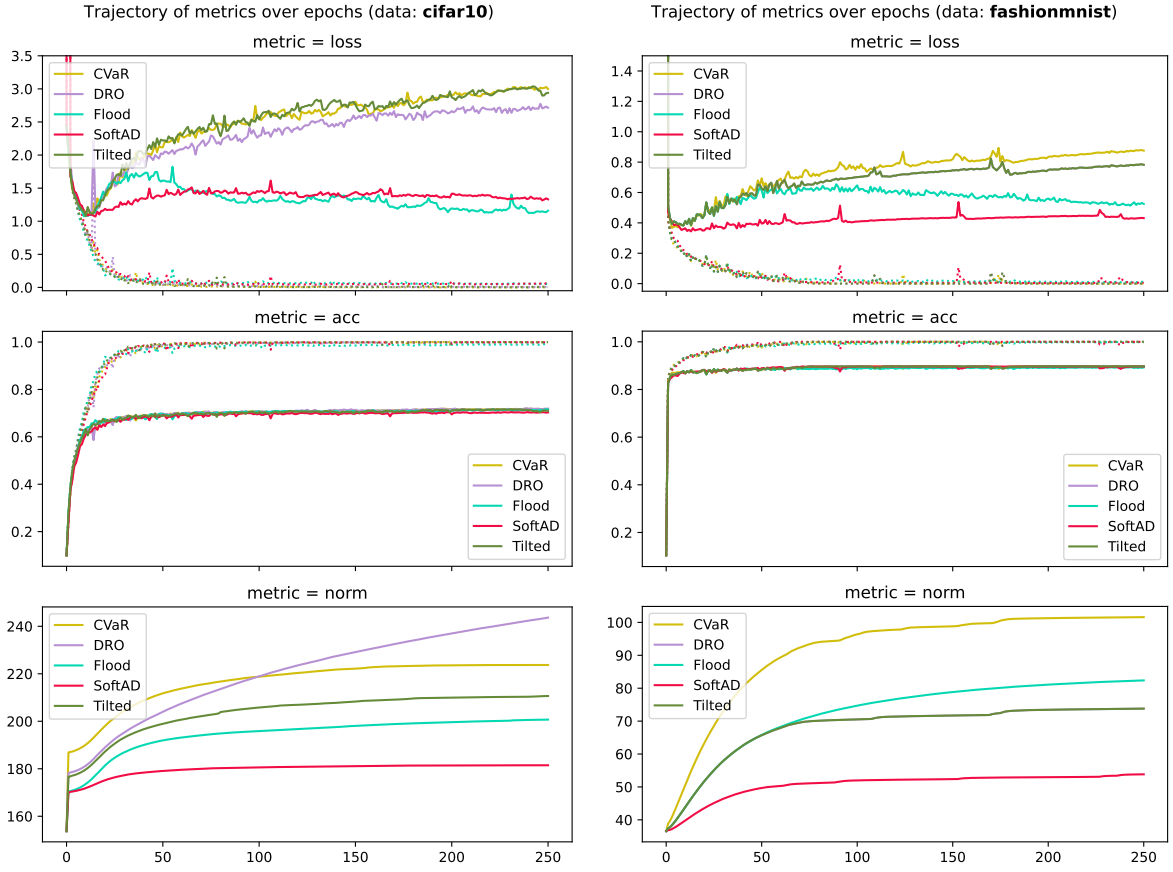 Trajectory of metrics over epochs (data: cifar10)
metric = loss
3.5
3.0
2.5
2.0
1.5
1.0
0.5
0.0
CVaR
DRO
Flood
SoftAD
Tilted
metric = acc
1.0
0.8
0.6
0.4
0.2
CVaR
DRO
Flood
SoftAD
Tilted
metric = norm
240
220
200
180
160
CVaR
DRO
Flood
SoftAD
Tilted
0 50 100 150 200 250
Trajectory of metrics over epochs (data: fashionmnist)
metric = loss
1.4
1.2
1.0
0.8
0.6
0.4
0.2
0.0
CVaR
DRO
Flood
SoftAD
Tilted
metric = acc
1.0
0.8
0.6
0.4
0.2
CVaR
DRO
Flood
SoftAD
Tilted
metric = norm
100
90
80
70
60
50
40
CVaR
DRO
Flood
SoftAD
Tilted
0 50 100 150 200 250